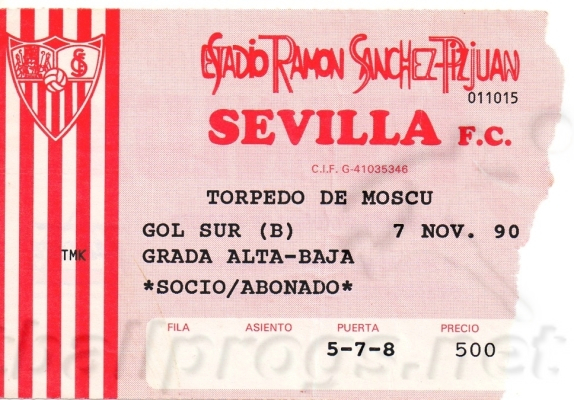 ESTADIO RAMON SANCHEZ-PIZJUAN
011015
SEVILLA F.C.
C.I.F. G-41035346
TORPEDO DE MOSCU
GOL SUR (B) 7 NOV. 90
TMK GRADA ALTA-BAJA
*SOCIO/ABONADO*
FILA ASIENTO PUERTA PRECIO
5-7-8 500